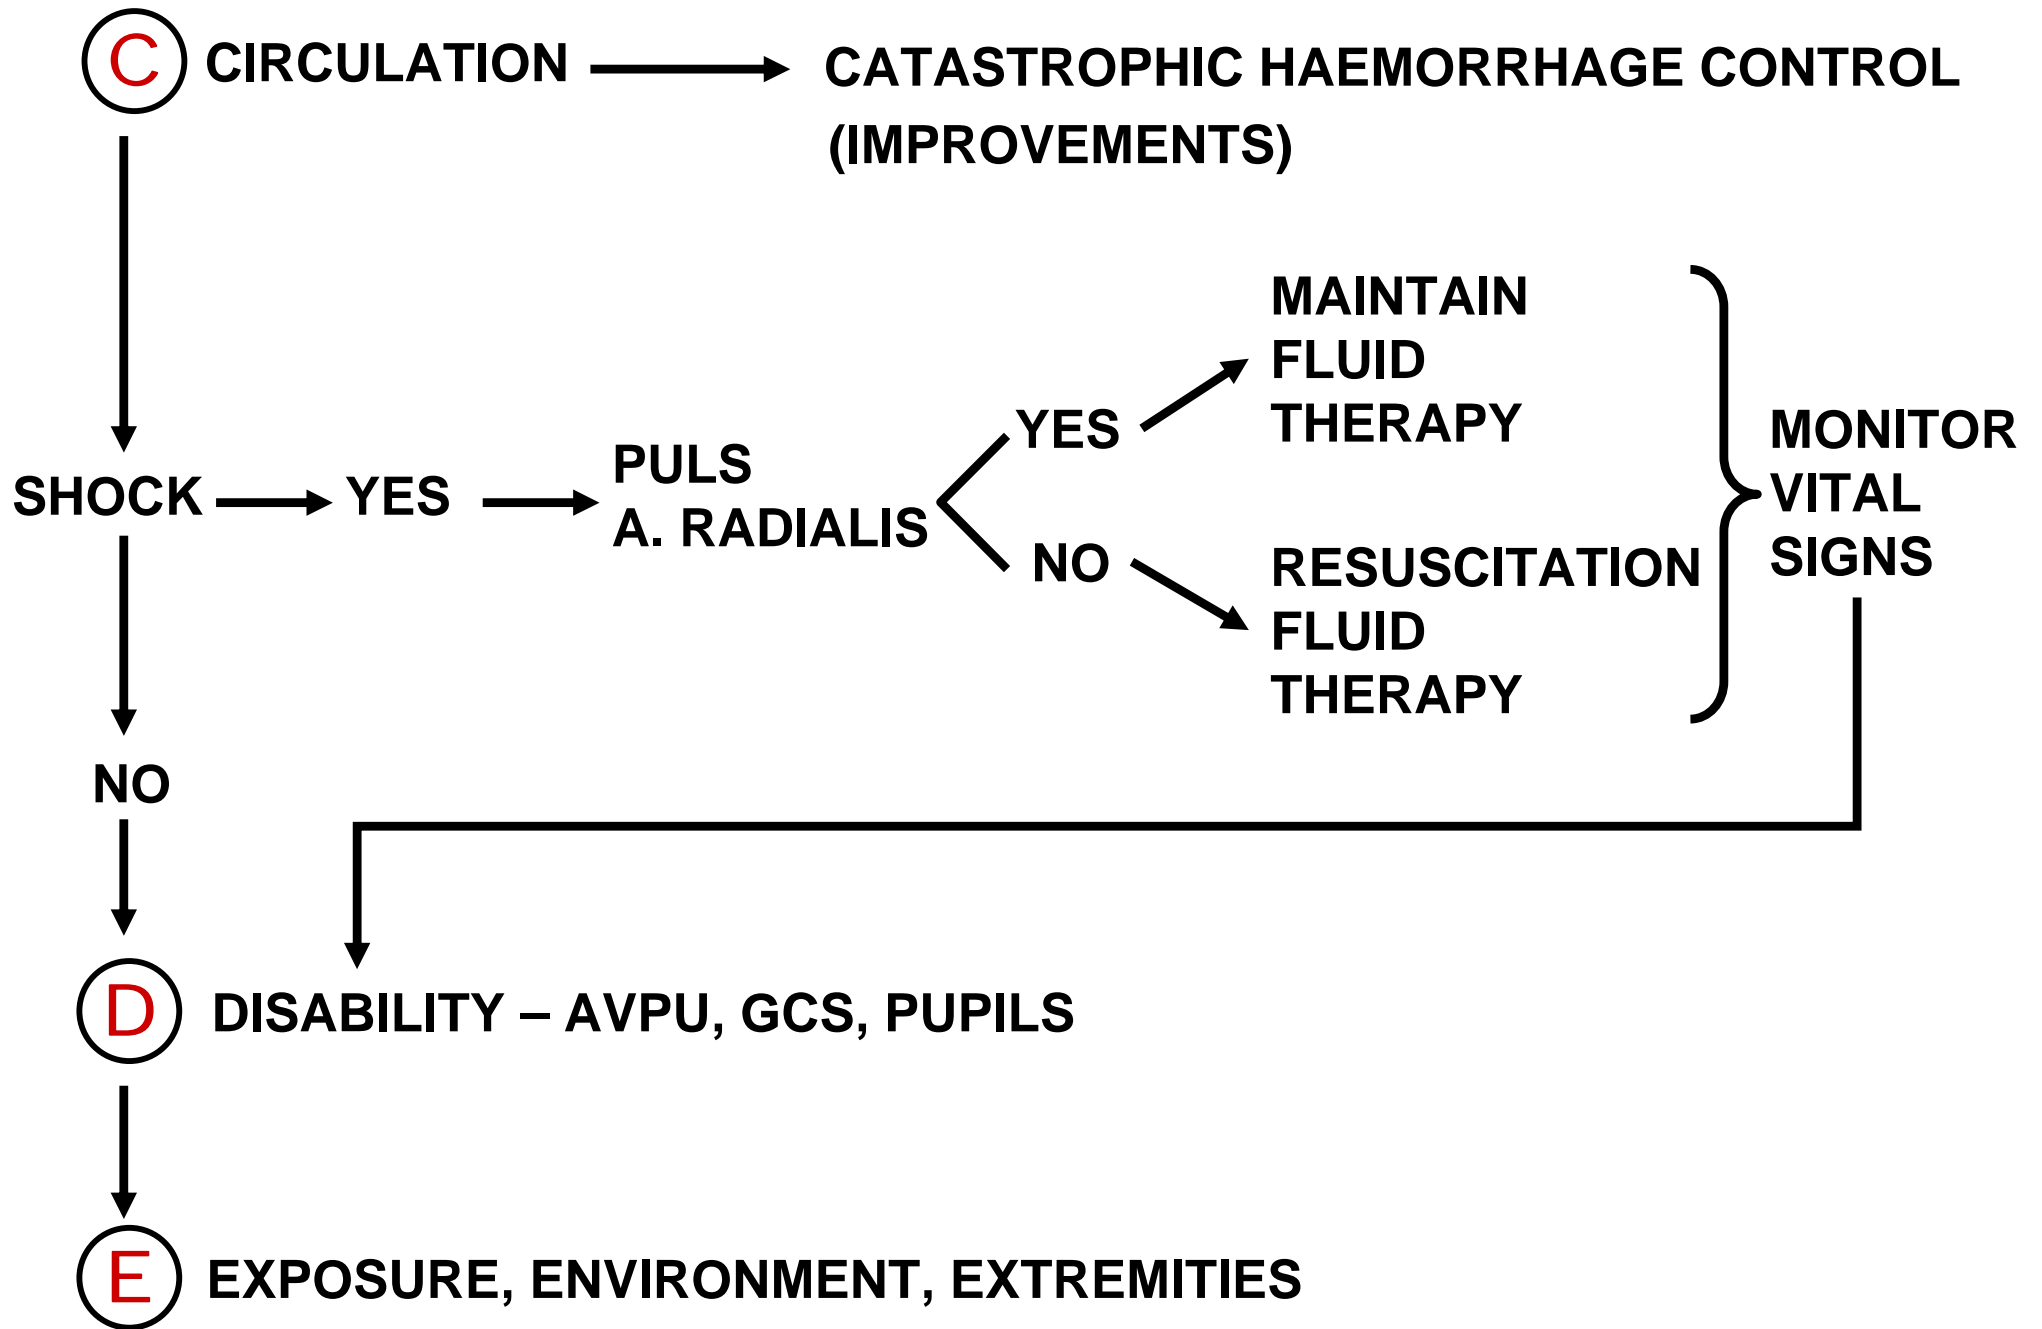 C CIRCULATION
CATASTROPHIC HAEMORRHAGE CONTROL
(IMPROVEMENTS)
SHOCK
YES
PULS
A. RADIALIS
YES
MAINTAIN
FLUID
THERAPY
NO
RESUSCITATION
FLUID
THERAPY
MONITOR
VITAL
SIGNS
NO
D DISABILITY – AVPU, GCS, PUPILS
E EXPOSURE, ENVIRONMENT, EXTREMITIES